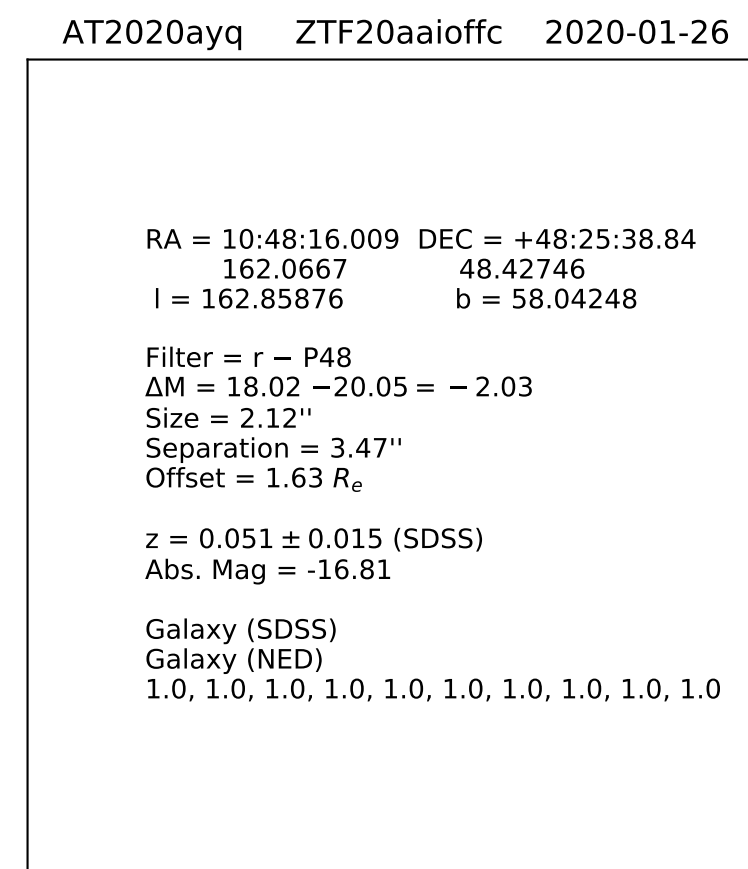 AT2020ayq ZTF20aaioffc 2020-01-26
RA = 10:48:16.009 DEC = +48:25:38.84
162.0667 48.42746
l = 162.85876 b = 58.04248
Filter = r − P48
ΔM = 18.02 −20.05 = − 2.03
Size = 2.12''
Separation = 3.47''
Offset = 1.63 Rₑ
z = 0.051 ± 0.015 (SDSS)
Abs. Mag = -16.81
Galaxy (SDSS)
Galaxy (NED)
1.0, 1.0, 1.0, 1.0, 1.0, 1.0, 1.0, 1.0, 1.0, 1.0